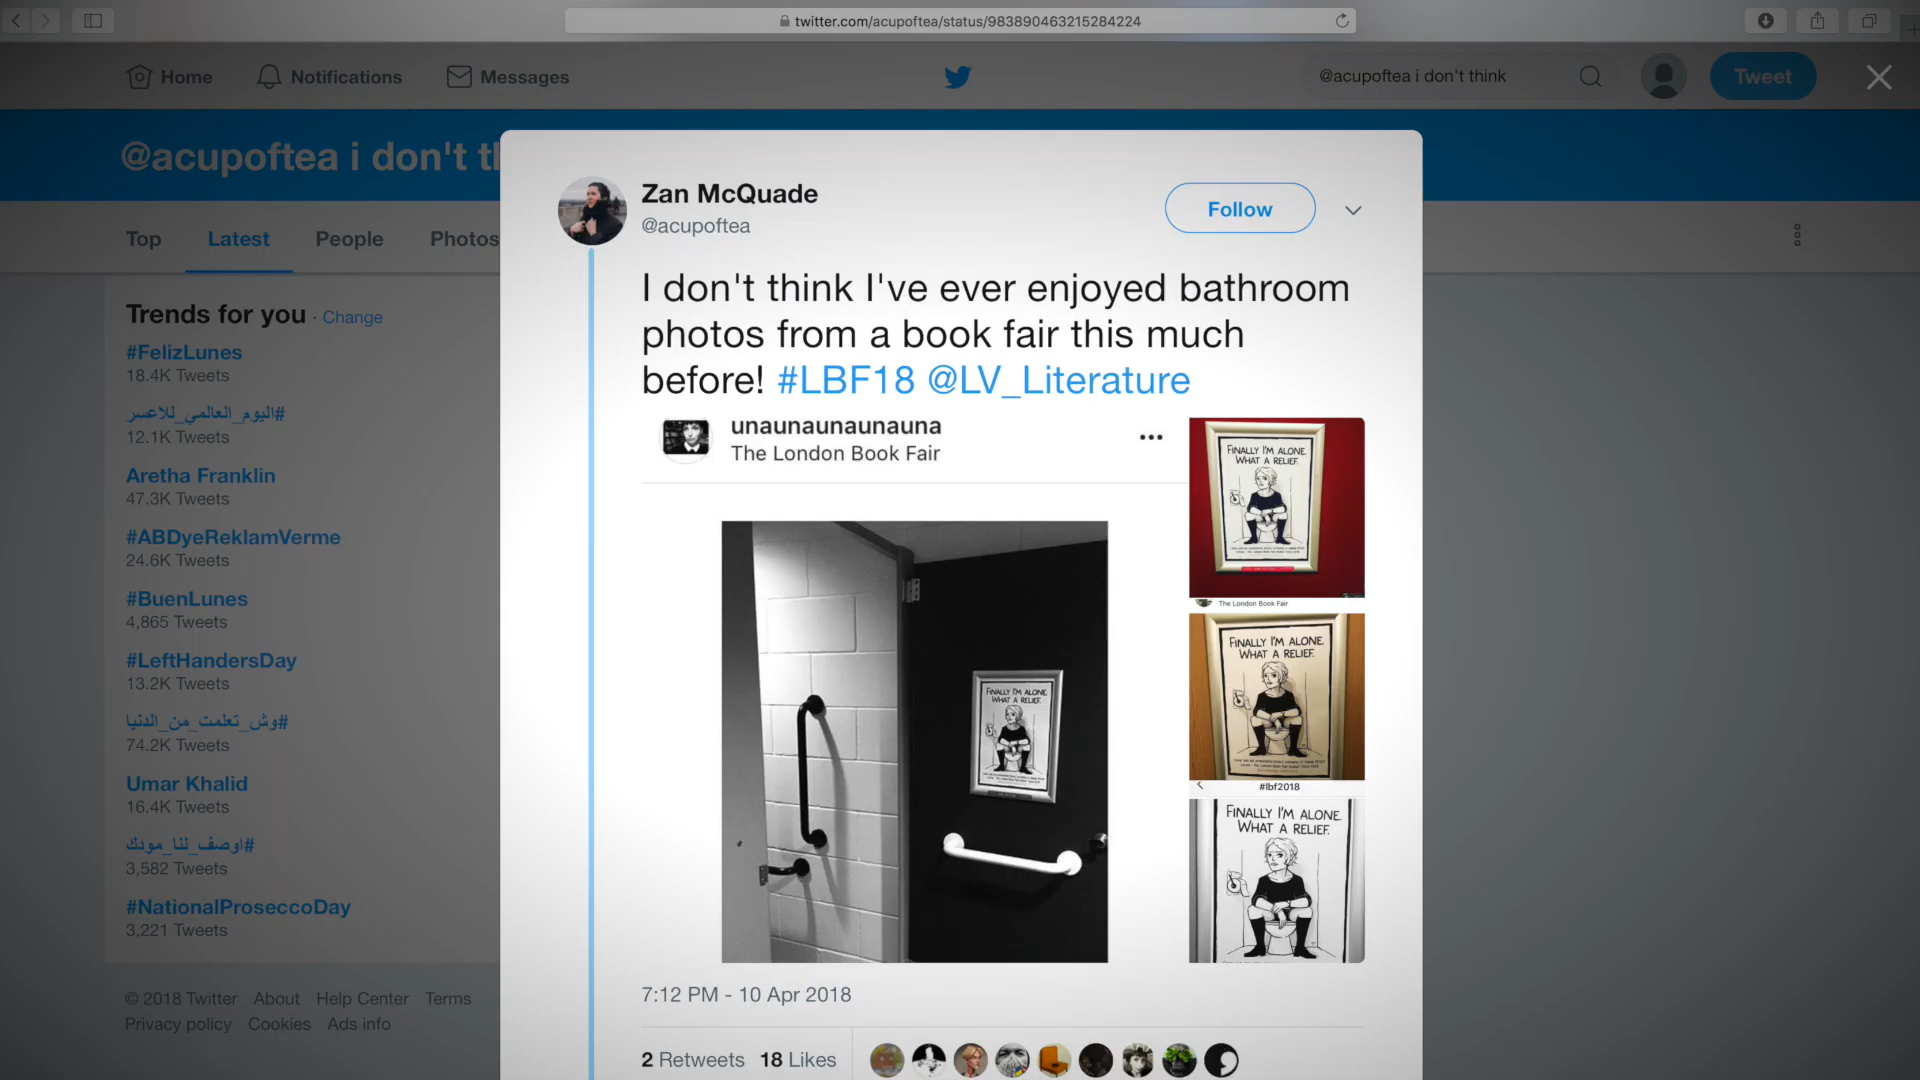 twitter.com/acupoftea/status/983890463215284224
Home
Notifications
Messages
@acupoftea i don't think
Tweet
@acupoftea i don't tl
Top
Latest
People
Photos
Trends for you · Change
#FelizLunes
18.4K Tweets
#اليوم_العالمي_للاعسر
12.1K Tweets
Aretha Franklin
47.3K Tweets
#ABDyeReklamVerme
24.6K Tweets
#BuenLunes
4,865 Tweets
#LeftHandersDay
13.2K Tweets
#وش_تعلمت_من_الدنيا
74.2K Tweets
Umar Khalid
16.4K Tweets
#اوصف_لنا_مودك
3,582 Tweets
#NationalProseccoDay
3,221 Tweets
© 2018 Twitter About Help Center Terms
Privacy policy Cookies Ads info
Zan McQuade
@acupoftea
Follow
I don't think I've ever enjoyed bathroom
photos from a book fair this much
before! #LBF18 @LV_Literature
unaunaunaunauna
The London Book Fair
FINALLY I'M ALONE.
WHAT A RELIEF.
FINALLY I'M ALONE.
WHAT A RELIEF.
The London Book Fair
FINALLY I'M ALONE.
WHAT A RELIEF.
#lbf2018
FINALLY I'M ALONE.
WHAT A RELIEF.
7:12 PM - 10 Apr 2018
2 Retweets 18 Likes